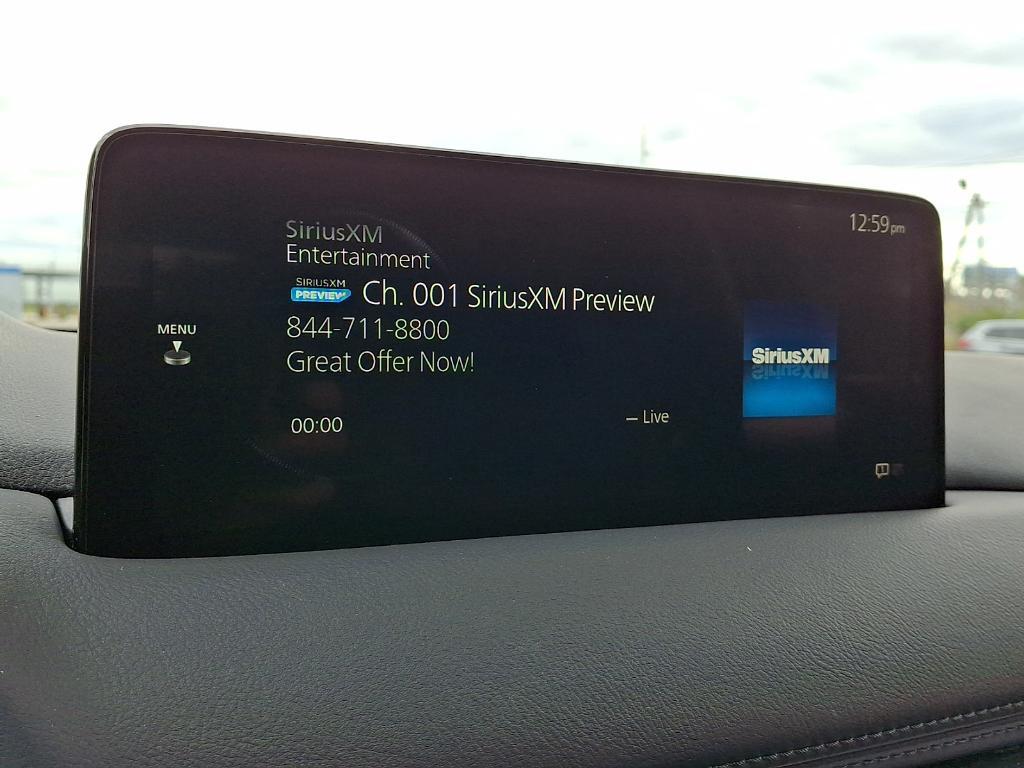 12:59pm
SiriusXM
Entertainment
SIRIUSXM
PREVIEW
Ch. 001 SiriusXM Preview
844-711-8800
Great Offer Now!
MENU
SiriusXM
00:00
— Live